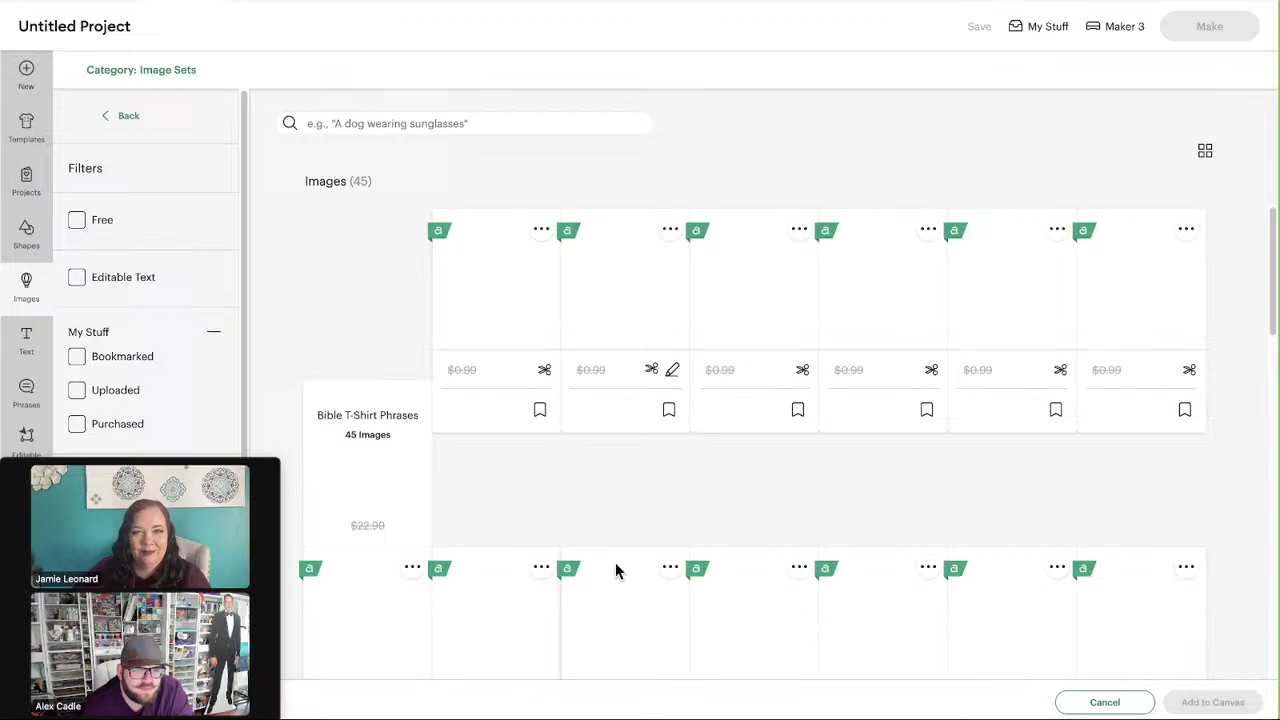 Untitled Project
Save
My Stuff
Maker 3
Make
New
Category: Image Sets
Back
e.g., "A dog wearing sunglasses"
Templates
Filters
Images (45)
Projects
Free
Shapes
a a a a a a
Editable Text
Images
My Stuff
Text
Bookmarked
$0.99 $0.99 $0.99 $0.99 $0.99 $0.99
Uploaded
Phrases
Purchased
Editable
Bible T-Shirt Phrases
45 Images
$22.99
a a a a a a a
Jamie Leonard
Alex Cadle
Cancel
Add to Canvas